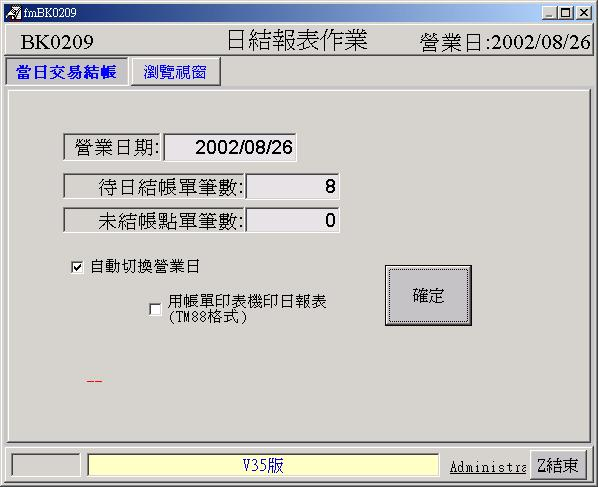 fmBK0209
BK0209 日結報表作業 營業日:2002/08/26
當日交易結帳 瀏覽視窗
營業日期: 2002/08/26
待日結帳單筆數: 8
未結帳點單筆數: 0
自動切換營業日
用帳單印表機印日報表
(TM88格式)
確定
--
V35版 Administra Z結束